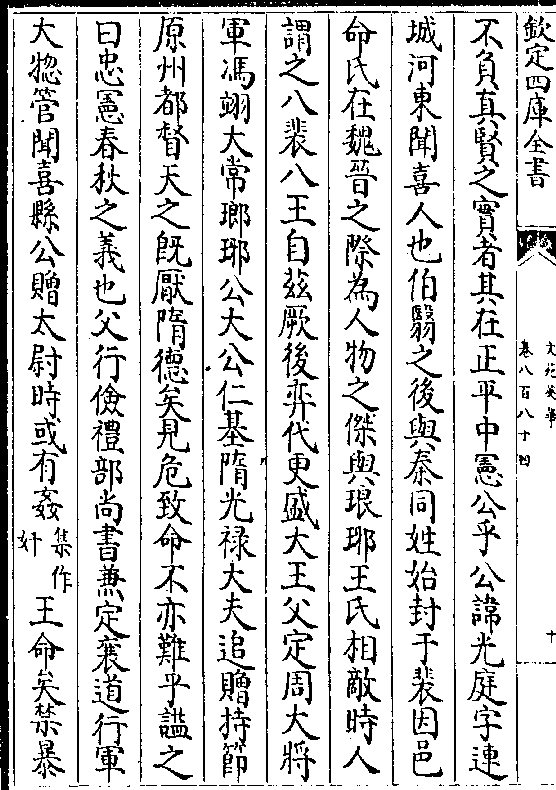 欽定四庫全書
文苑英華
卷八百八十四
十
不負真賢之實者其在正平中憲公乎公諱光庭字連
城河東聞喜人也伯翳之後與秦同姓始封于裴因邑
命氏在魏晉之際為人物之傑與琅耶王氏相敵時人
謂之八裴八王自茲厥後弈代更盛大王父定周大將
軍馮翊大常瑯琊公大公仁基隋光禄大夫追贈持節
原州都督天之既厭隋德矣見危致命不亦難乎謚之
曰忠憲春秋之義也父行儉禮部尚書兼定襄道行軍
大揔管聞喜縣公贈太尉時或有姦集作奸王命矣禁暴